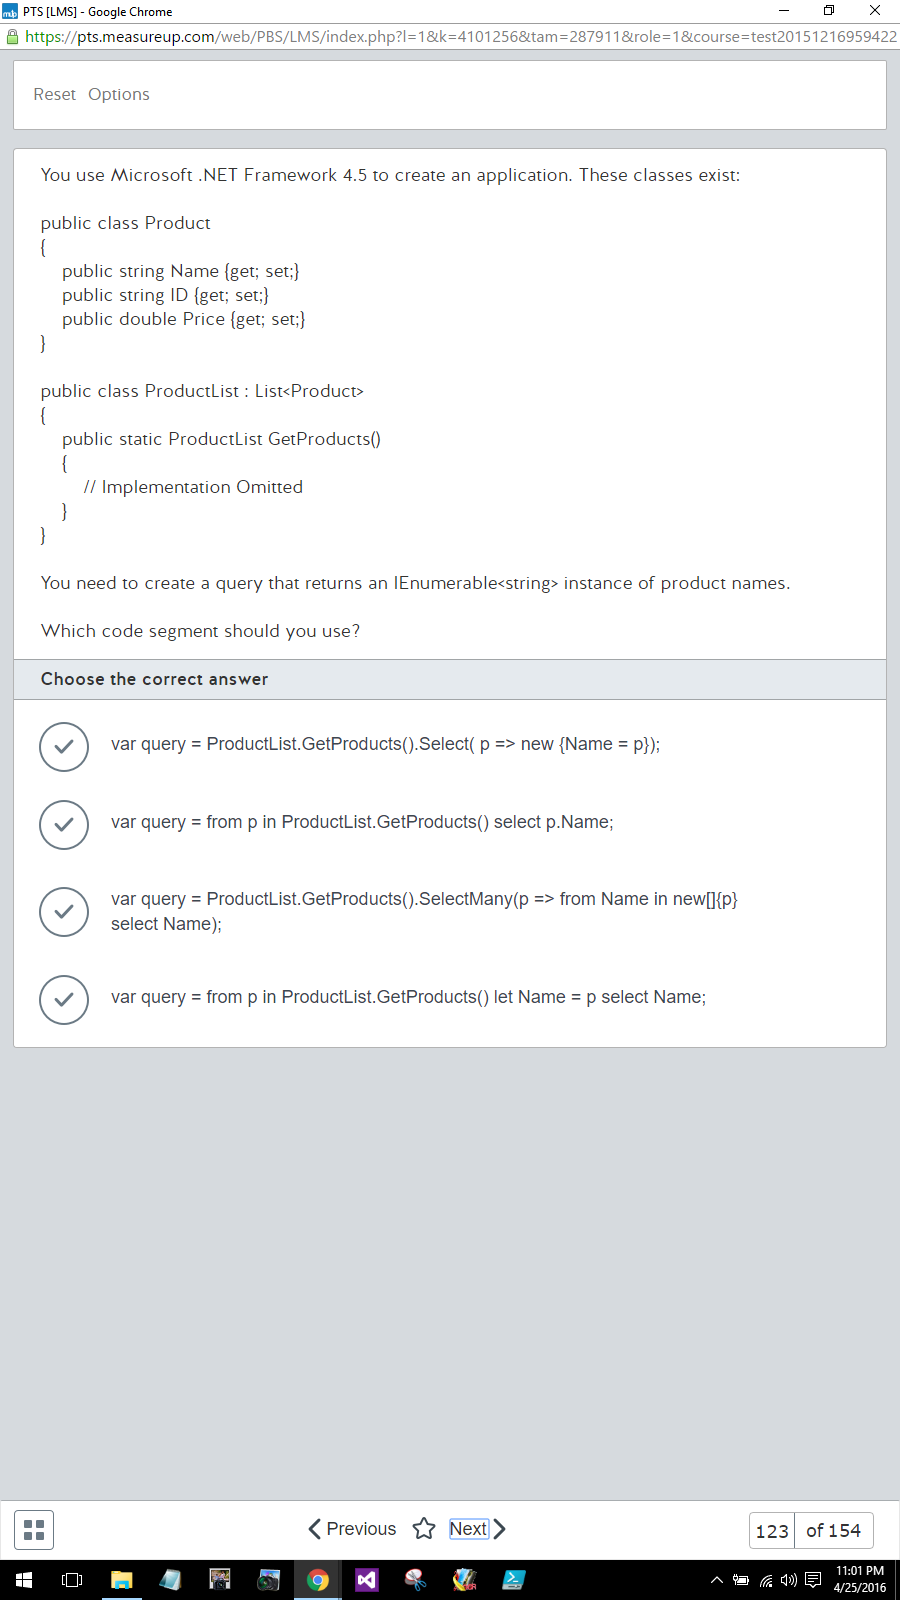 mup PTS [LMS] - Google Chrome
https://pts.measureup.com/web/PBS/LMS/index.php?l=1&k=4101256&tam=287911&role=1&course=test20151216959422
Reset Options
You use Microsoft .NET Framework 4.5 to create an application. These classes exist:
public class Product
{
public string Name {get; set;}
public string ID {get; set;}
public double Price {get; set;}
}
public class ProductList : List<Product>
{
public static ProductList GetProducts()
{
// Implementation Omitted
}
}
You need to create a query that returns an IEnumerable<string> instance of product names.
Which code segment should you use?
Choose the correct answer
var query = ProductList.GetProducts().Select( p => new {Name = p});
var query = from p in ProductList.GetProducts() select p.Name;
var query = ProductList.GetProducts().SelectMany(p => from Name in new[]{p}
select Name);
var query = from p in ProductList.GetProducts() let Name = p select Name;
Previous Next 123 of 154
11:01 PM
4/25/2016